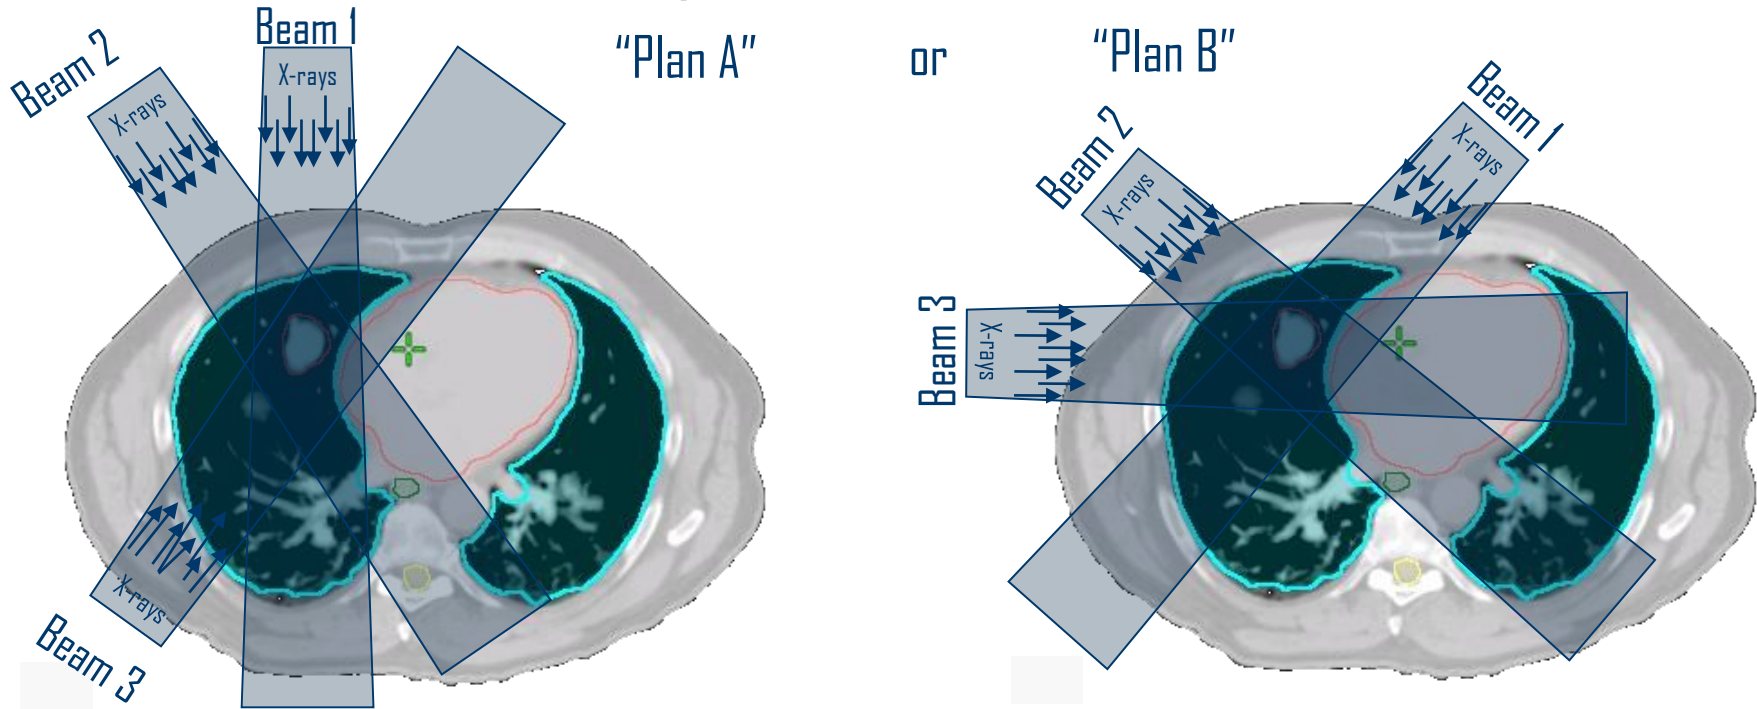 Beam 1
"Plan A"
or
"Plan B"
Beam 2
X-rays
X-rays
Beam 3
X-rays
Beam 1
X-rays
Beam 2
X-rays
Beam 3
X-rays